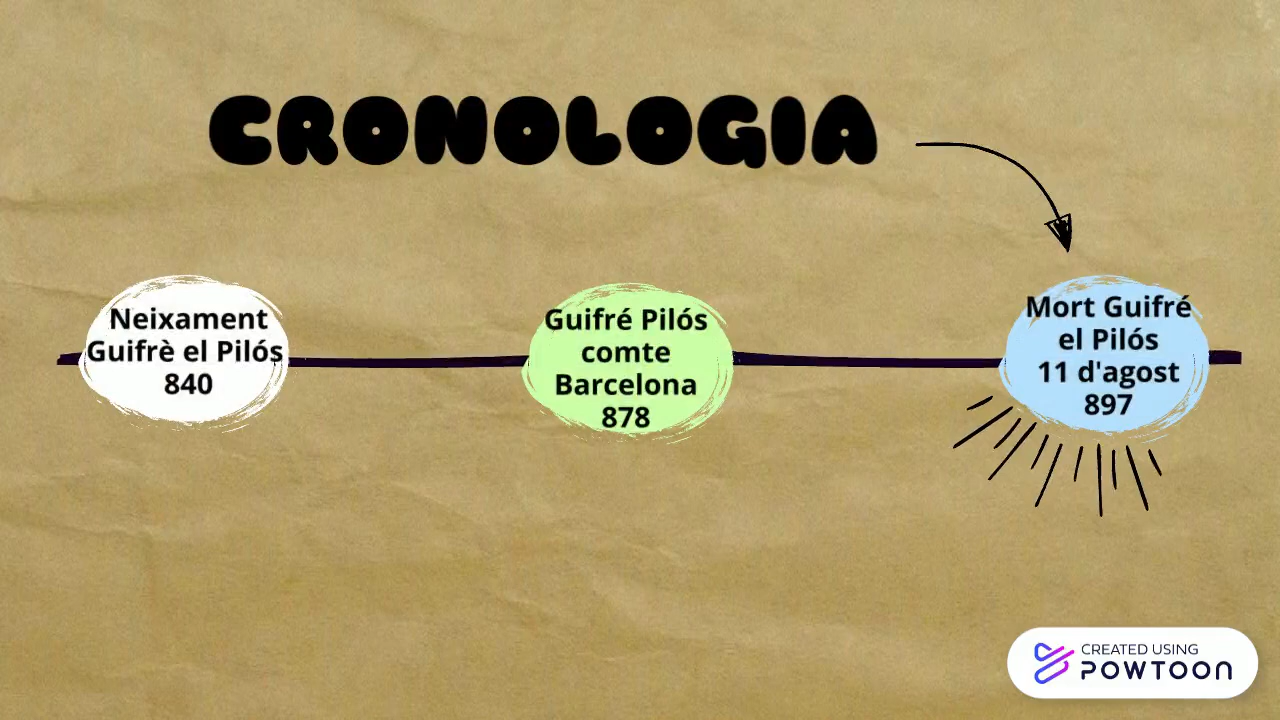 CRONOLOGIA
Neixament
Guifrè el Pilós
840
Guifré Pilós
comte
Barcelona
878
Mort Guifré
el Pilós
11 d'agost
897
CREATED USING
POWTOON